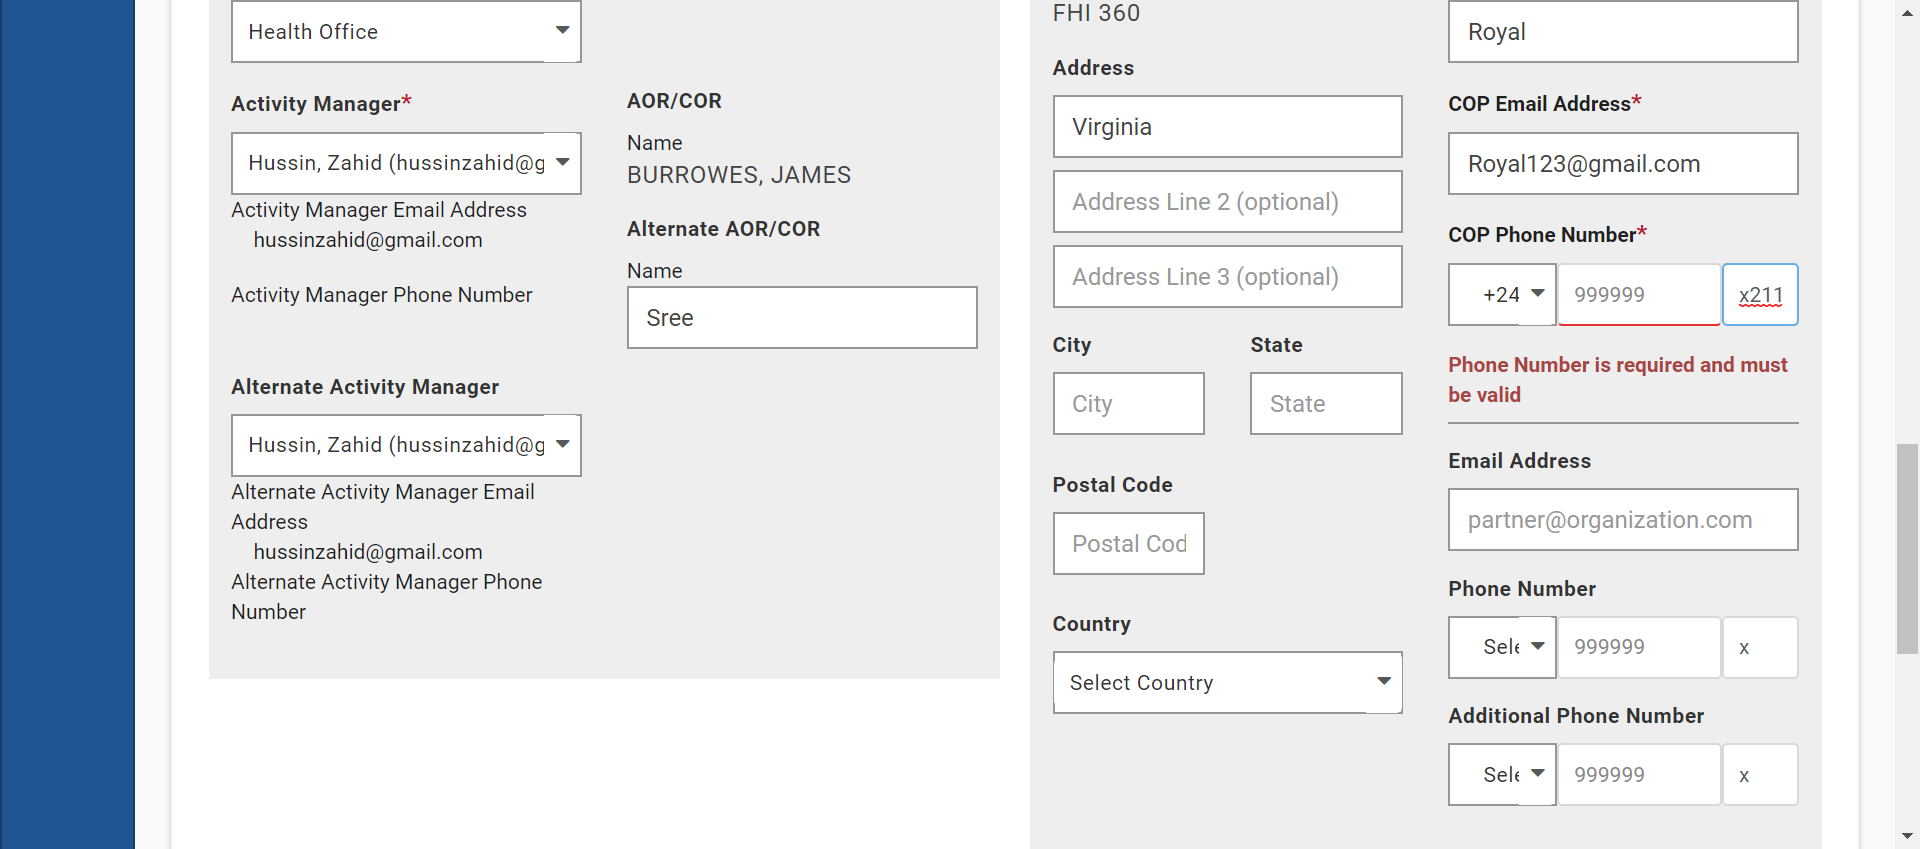 Health Office
Activity Manager*
Hussin, Zahid (hussinzahid@g
Activity Manager Email Address
hussinzahid@gmail.com
Activity Manager Phone Number
Alternate Activity Manager
Hussin, Zahid (hussinzahid@g
Alternate Activity Manager Email
Address
hussinzahid@gmail.com
Alternate Activity Manager Phone
Number
AOR/COR
Name
BURROWES, JAMES
Alternate AOR/COR
Name
Sree
FHI 360
Address
Virginia
Address Line 2 (optional)
Address Line 3 (optional)
City
State
City
State
Postal Code
Postal Cod
Country
Select Country
Royal
COP Email Address*
Royal123@gmail.com
COP Phone Number*
+24
999999
x211
Phone Number is required and must
be valid
Email Address
partner@organization.com
Phone Number
Sele
999999
x
Additional Phone Number
Sele
999999
x